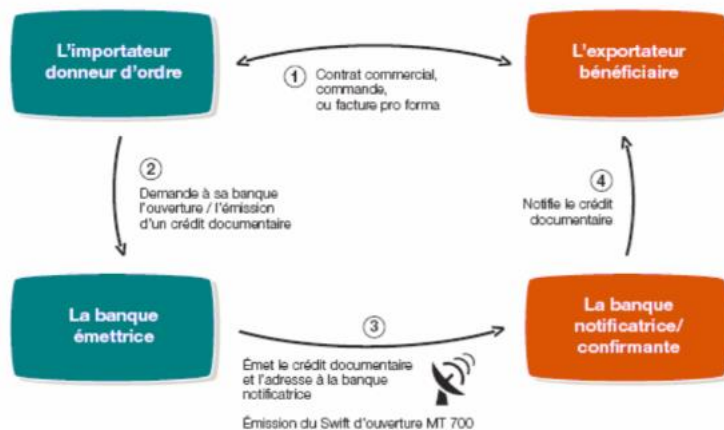 L'importateur
donneur d'ordre
L'exportateur
bénéficiaire
1
Contrat commercial,
commande,
ou facture pro forma
2
Demande à sa banque
l'ouverture / l'émission
d'un crédit documentaire
4
Notifie le crédit
documentaire
La banque
émettrice
La banque
notificatrice/
confirmante
3
Émet le crédit documentaire
et l'adresse à la banque
notificatrice
Émission du Swift d'ouverture MT 700